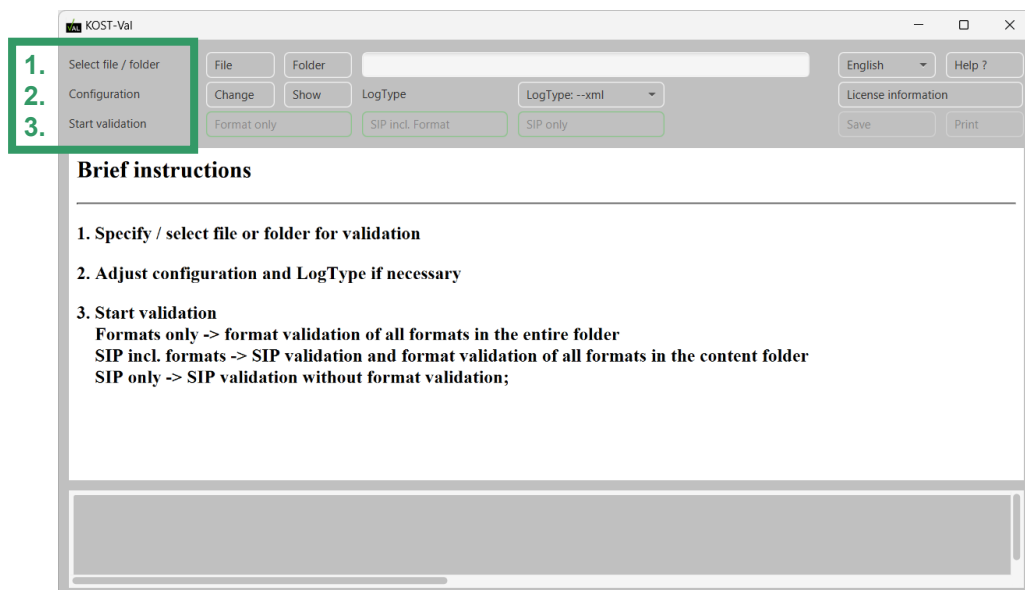 VAL KOST-Val
1. Select file / folder File Folder English Help ?
2. Configuration Change Show LogType LogType: --xml License information
3. Start validation Format only SIP incl. Format SIP only Save Print
Brief instructions
1. Specify / select file or folder for validation
2. Adjust configuration and LogType if necessary
3. Start validation
Formats only -> format validation of all formats in the entire folder
SIP incl. formats -> SIP validation and format validation of all formats in the content folder
SIP only -> SIP validation without format validation;